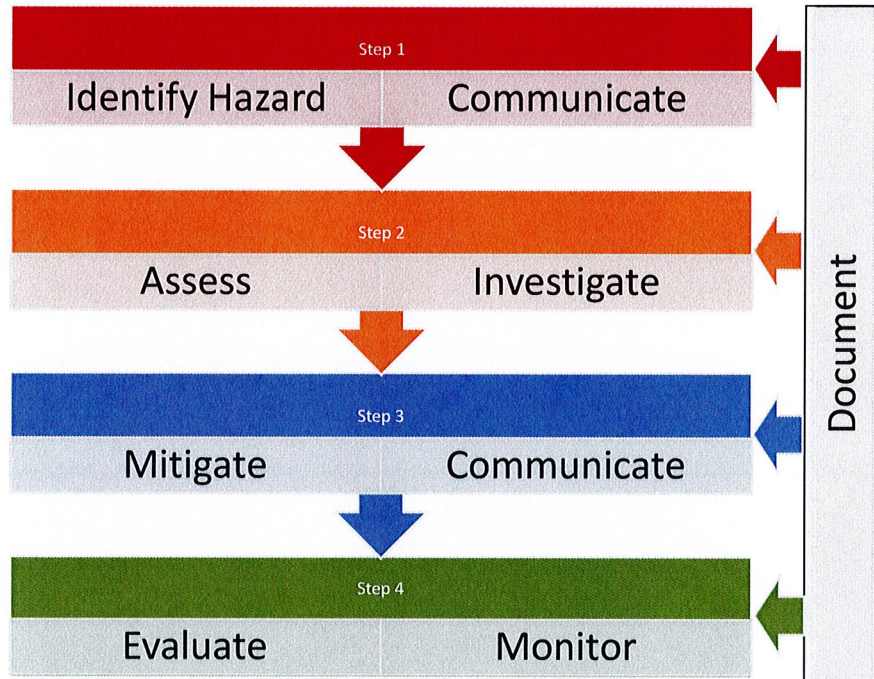 Step 1
Identify Hazard Communicate
Step 2
Assess Investigate
Step 3
Mitigate Communicate
Step 4
Evaluate Monitor
Document